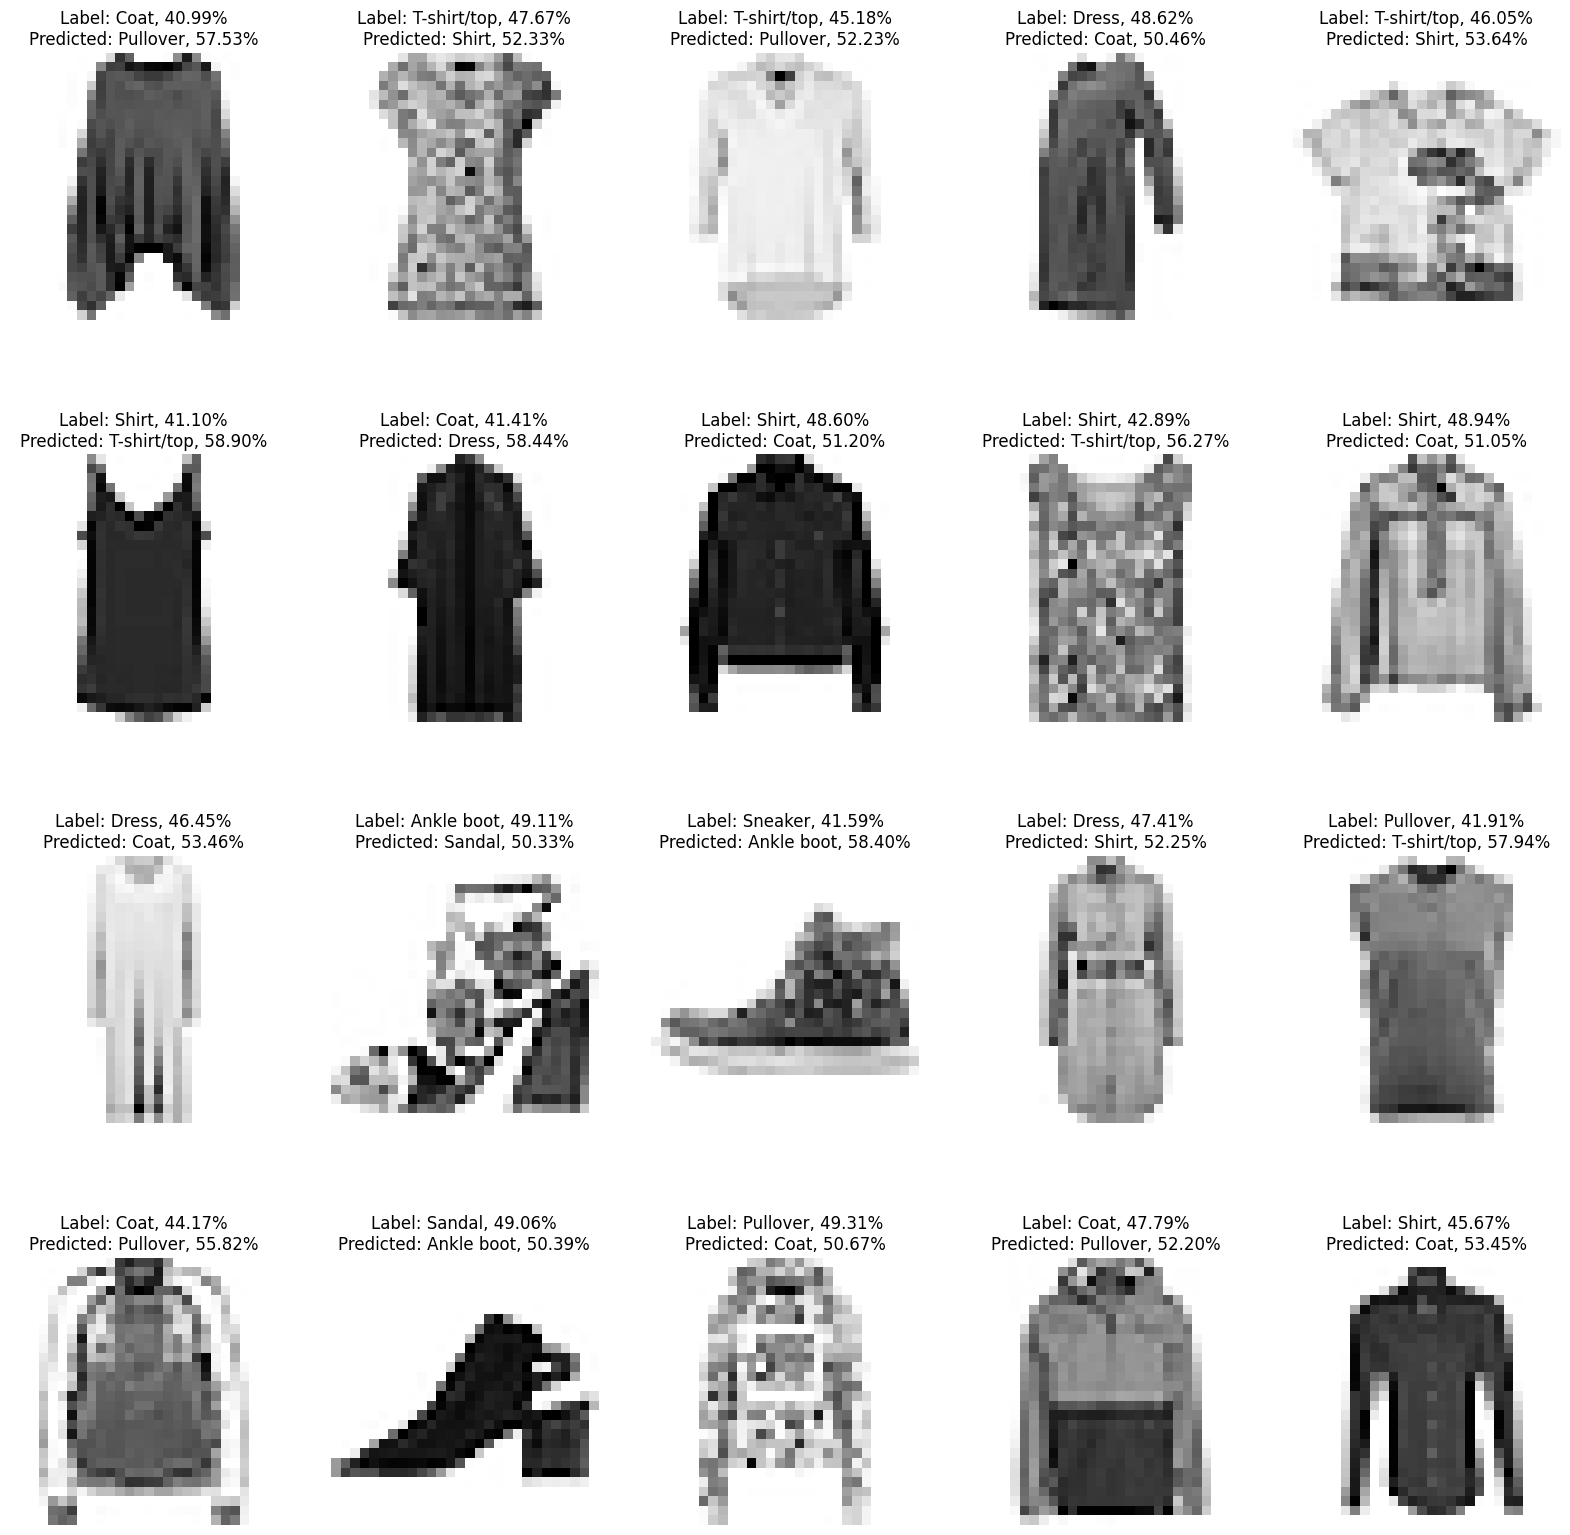 Label: Coat, 40.99%
Predicted: Pullover, 57.53%
Label: T-shirt/top, 47.67%
Predicted: Shirt, 52.33%
Label: T-shirt/top, 45.18%
Predicted: Pullover, 52.23%
Label: Dress, 48.62%
Predicted: Coat, 50.46%
Label: T-shirt/top, 46.05%
Predicted: Shirt, 53.64%
Label: Shirt, 41.10%
Predicted: T-shirt/top, 58.90%
Label: Coat, 41.41%
Predicted: Dress, 58.44%
Label: Shirt, 48.60%
Predicted: Coat, 51.20%
Label: Shirt, 42.89%
Predicted: T-shirt/top, 56.27%
Label: Shirt, 48.94%
Predicted: Coat, 51.05%
Label: Dress, 46.45%
Predicted: Coat, 53.46%
Label: Ankle boot, 49.11%
Predicted: Sandal, 50.33%
Label: Sneaker, 41.59%
Predicted: Ankle boot, 58.40%
Label: Dress, 47.41%
Predicted: Shirt, 52.25%
Label: Pullover, 41.91%
Predicted: T-shirt/top, 57.94%
Label: Coat, 44.17%
Predicted: Pullover, 55.82%
Label: Sandal, 49.06%
Predicted: Ankle boot, 50.39%
Label: Pullover, 49.31%
Predicted: Coat, 50.67%
Label: Coat, 47.79%
Predicted: Pullover, 52.20%
Label: Shirt, 45.67%
Predicted: Coat, 53.45%